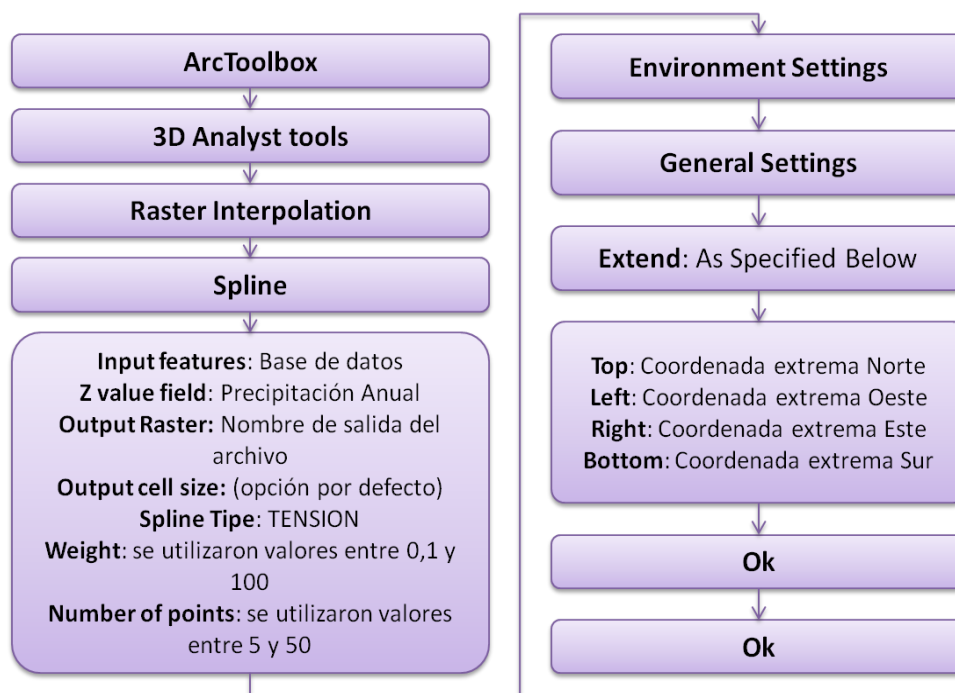 ArcToolbox
3D Analyst tools
Raster Interpolation
Spline
Input features: Base de datos
Z value field: Precipitación Anual
Output Raster: Nombre de salida del
archivo
Output cell size: (opción por defecto)
Spline Tipe: TENSION
Weight: se utilizaron valores entre 0,1 y
100
Number of points: se utilizaron valores
entre 5 y 50
Environment Settings
General Settings
Extend: As Specified Below
Top: Coordenada extrema Norte
Left: Coordenada extrema Oeste
Right: Coordenada extrema Este
Bottom: Coordenada extrema Sur
Ok
Ok